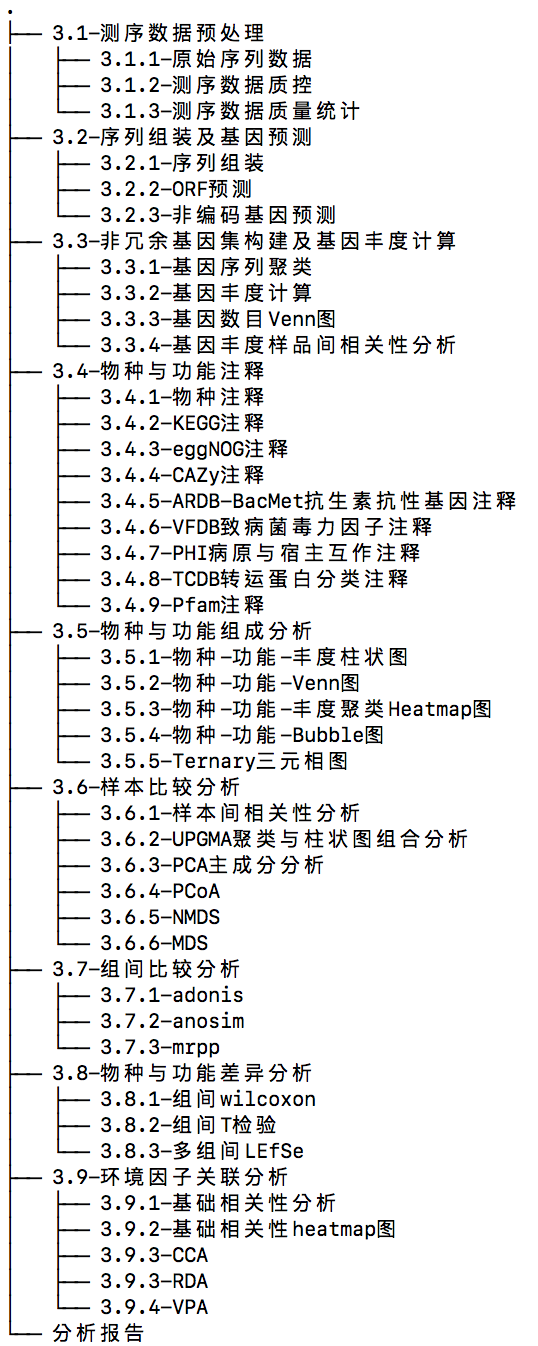 .
├── 3.1-测序数据预处理
│   ├── 3.1.1-原始序列数据
│   ├── 3.1.2-测序数据质控
│   └── 3.1.3-测序数据质量统计
├── 3.2-序列组装及基因预测
│   ├── 3.2.1-序列组装
│   ├── 3.2.2-ORF预测
│   └── 3.2.3-非编码基因预测
├── 3.3-非冗余基因集构建及基因丰度计算
│   ├── 3.3.1-基因序列聚类
│   ├── 3.3.2-基因丰度计算
│   ├── 3.3.3-基因数目Venn图
│   └── 3.3.4-基因丰度样品间相关性分析
├── 3.4-物种与功能注释
│   ├── 3.4.1-物种注释
│   ├── 3.4.2-KEGG注释
│   ├── 3.4.3-eggNOG注释
│   ├── 3.4.4-CAZy注释
│   ├── 3.4.5-ARDB-BacMet抗生素抗性基因注释
│   ├── 3.4.6-VFDB致病菌毒力因子注释
│   ├── 3.4.7-PHI病原与宿主互作注释
│   ├── 3.4.8-TCDB转运蛋白分类注释
│   └── 3.4.9-Pfam注释
├── 3.5-物种与功能组成分析
│   ├── 3.5.1-物种-功能-丰度柱状图
│   ├── 3.5.2-物种-功能-Venn图
│   ├── 3.5.3-物种-功能-丰度聚类Heatmap图
│   ├── 3.5.4-物种-功能-Bubble图
│   └── 3.5.5-Ternary三元相图
├── 3.6-样本比较分析
│   ├── 3.6.1-样本间相关性分析
│   ├── 3.6.2-UPGMA聚类与柱状图组合分析
│   ├── 3.6.3-PCA主成分分析
│   ├── 3.6.4-PCoA
│   ├── 3.6.5-NMDS
│   └── 3.6.6-MDS
├── 3.7-组间比较分析
│   ├── 3.7.1-adonis
│   ├── 3.7.2-anosim
│   └── 3.7.3-mrpp
├── 3.8-物种与功能差异分析
│   ├── 3.8.1-组间wilcoxon
│   ├── 3.8.2-组间T检验
│   └── 3.8.3-多组间LEfSe
├── 3.9-环境因子关联分析
│   ├── 3.9.1-基础相关性分析
│   ├── 3.9.2-基础相关性heatmap图
│   ├── 3.9.3-CCA
│   ├── 3.9.3-RDA
│   └── 3.9.4-VPA
└── 分析报告